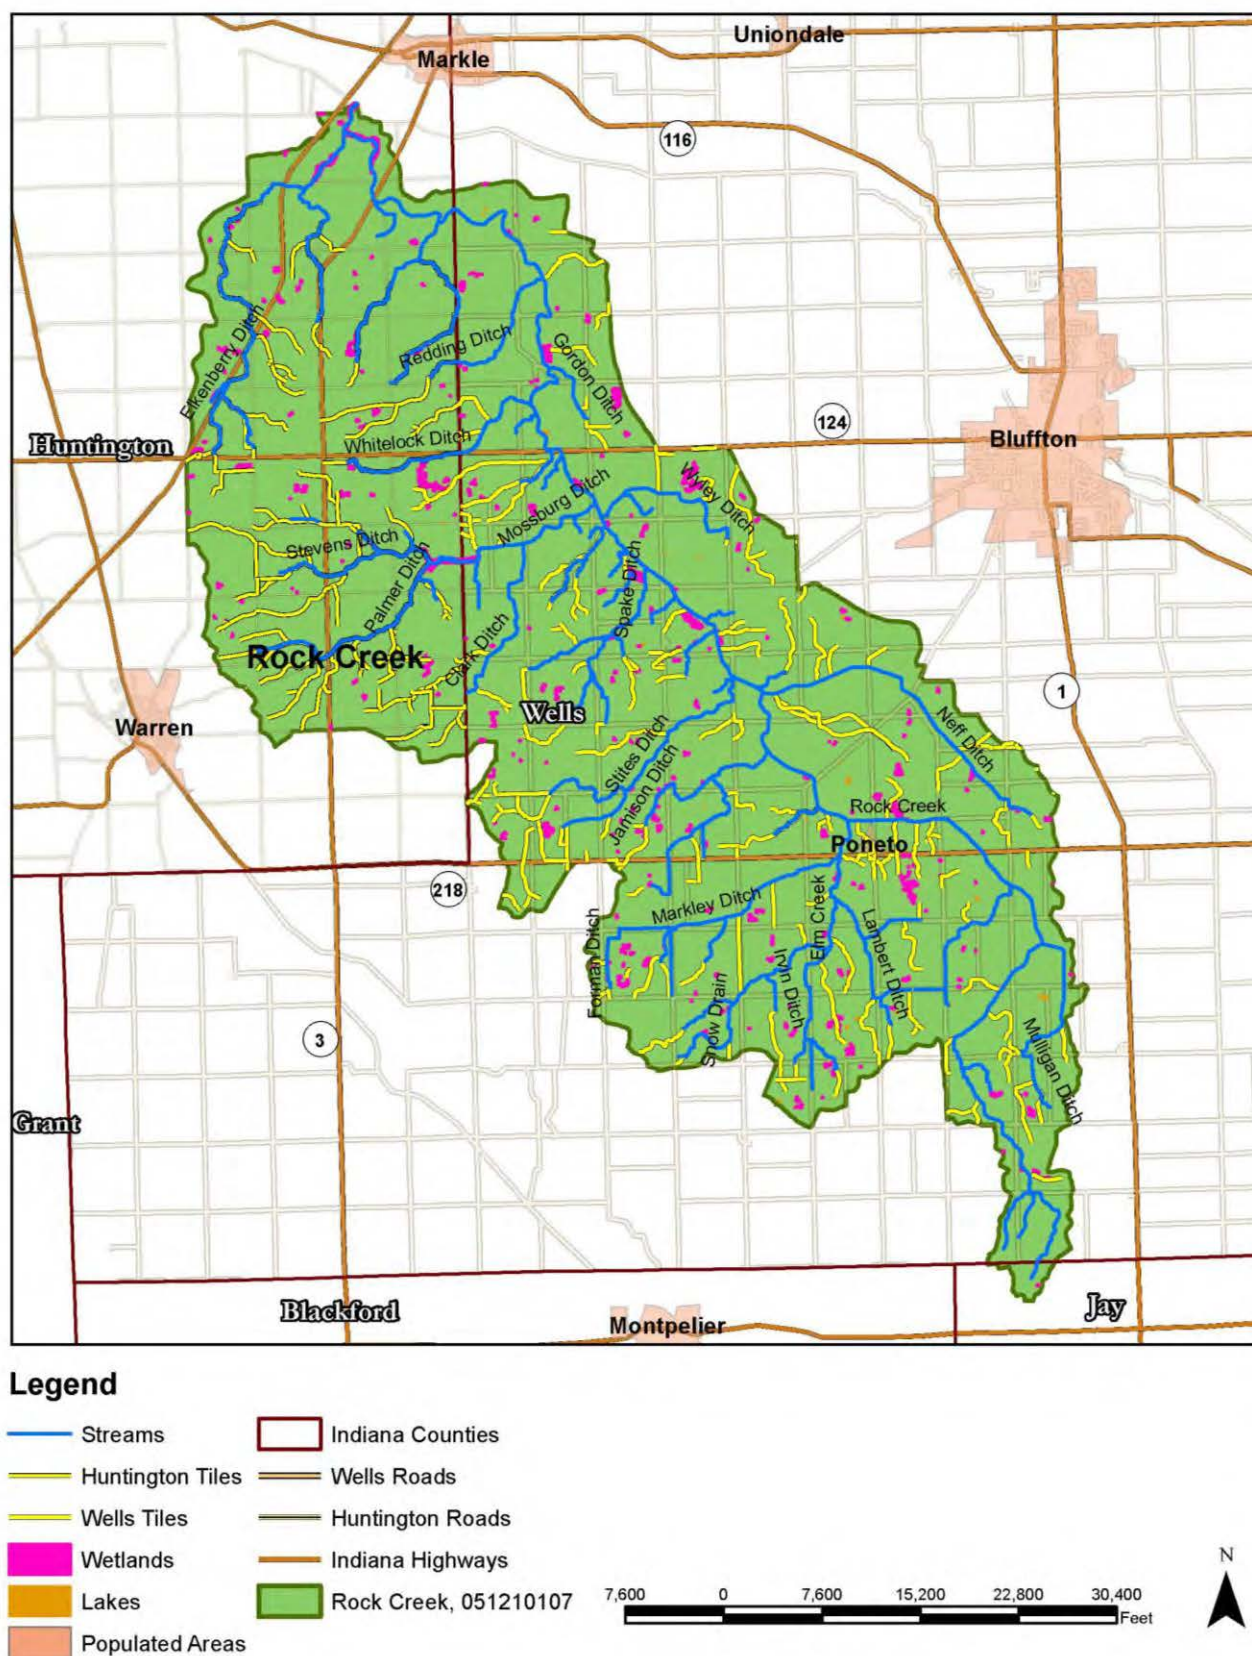 Uniondale
Markle
116
Elkenberry Ditch
Redding Ditch
Gordon Ditch
124
Huntington
Whitelock Ditch
Bluffton
Wyley Ditch
Mossburg Ditch
Stevens Ditch
Palmer Ditch
Spake Ditch
Clark Ditch
Rock Creek
1
Warren
Wells
Neff Ditch
Stites Ditch
Jamison Ditch
Rock Creek
Poneto
218
Markley Ditch
Elm Creek
Lambert Ditch
Forman Ditch
Irvin Ditch
Snow Drain
3
Mulligan Ditch
Grant
Blackford
Jay
Montpelier
Legend
Streams
Indiana Counties
Huntington Tiles
Wells Roads
Wells Tiles
Huntington Roads
Wetlands
Indiana Highways
Lakes
Rock Creek, 051210107
Populated Areas
7,600 0 7,600 15,200 22,800 30,400
Feet
N